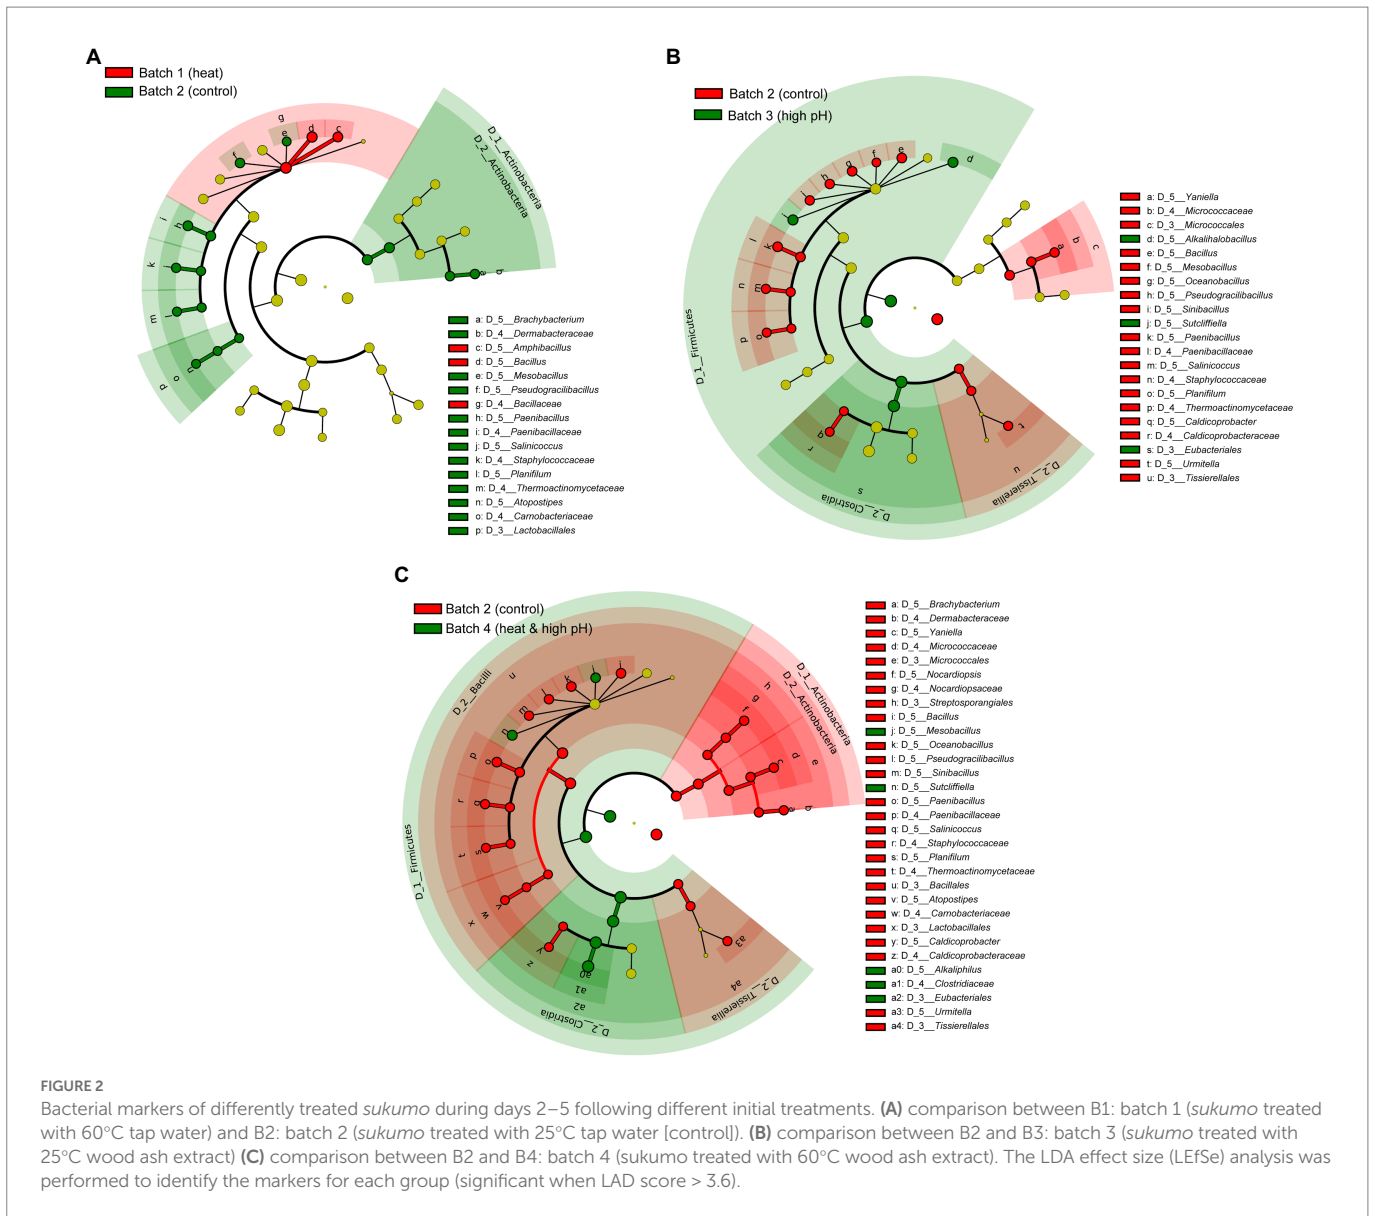 A
Batch 1 (heat)
Batch 2 (control)
g
f
e
d
c
D_1__Actinobacteria
D_2__Actinobacteria
a
b
i
h
k
j
m
l
p
o
n
a: D_5__Brachybacterium
b: D_4__Dermabacteraceae
c: D_5__Amphibacillus
d: D_5__Bacillus
e: D_5__Mesobacillus
f: D_5__Pseudogracilibacillus
g: D_4__Bacillaceae
h: D_5__Paenibacillus
i: D_4__Paenibacillaceae
j: D_5__Salinicoccus
k: D_4__Staphylococcaceae
l: D_5__Planifilum
m: D_4__Thermoactinomycetaceae
n: D_5__Atopostipes
o: D_4__Carnobacteriaceae
p: D_3__Lactobacillales
B
Batch 2 (control)
Batch 3 (high pH)
j
i
h
g
f
e
d
a
b
c
l
k
n
m
p
o
D_1__Firmicutes
q
r
s
D_2__Clostridia
t
u
D_2__Tissierellia
a: D_5__Yaniella
b: D_4__Micrococcaceae
c: D_3__Micrococcales
d: D_5__Alkalihalobacillus
e: D_5__Bacillus
f: D_5__Mesobacillus
g: D_5__Oceanobacillus
h: D_5__Pseudogracilibacillus
i: D_5__Sinibacillus
j: D_5__Sutcliffiella
k: D_5__Paenibacillus
l: D_4__Paenibacillaceae
m: D_5__Salinicoccus
n: D_4__Staphylococcaceae
o: D_5__Planifilum
p: D_4__Thermoactinomycetaceae
q: D_5__Caldicoprobacter
r: D_4__Caldicoprobacteraceae
s: D_3__Eubacteriales
t: D_5__Urmitella
u: D_3__Tissierellales
C
Batch 2 (control)
Batch 4 (heat & high pH)
D_2__Bacilli
u
n
m
l
k
j
i
h
g
f
e
d
c
b
a
D_1__Actinobacteria
D_2__Actinobacteria
p
o
r
q
t
s
x
w
v
D_1__Firmicutes
y
z
a0
a1
a2
D_2__Clostridia
a3
a4
D_2__Tissierellia
a: D_5__Brachybacterium
b: D_4__Dermabacteraceae
c: D_5__Yaniella
d: D_4__Micrococcaceae
e: D_3__Micrococcales
f: D_5__Nocardiopsis
g: D_4__Nocardiopsaceae
h: D_3__Streptosporangiales
i: D_5__Bacillus
j: D_5__Mesobacillus
k: D_5__Oceanobacillus
l: D_5__Pseudogracilibacillus
m: D_5__Sinibacillus
n: D_5__Sutcliffiella
o: D_5__Paenibacillus
p: D_4__Paenibacillaceae
q: D_5__Salinicoccus
r: D_4__Staphylococcaceae
s: D_5__Planifilum
t: D_4__Thermoactinomycetaceae
u: D_3__Bacillales
v: D_5__Atopostipes
w: D_4__Carnobacteriaceae
x: D_3__Lactobacillales
y: D_5__Caldicoprobacter
z: D_4__Caldicoprobacteraceae
a0: D_5__Alkaliphilus
a1: D_4__Clostridiaceae
a2: D_3__Eubacteriales
a3: D_5__Urmitella
a4: D_3__Tissierellales
FIGURE 2
Bacterial markers of differently treated sukumo during days 2–5 following different initial treatments. (A) comparison between B1: batch 1 (sukumo treated
with 60°C tap water) and B2: batch 2 (sukumo treated with 25°C tap water [control]). (B) comparison between B2 and B3: batch 3 (sukumo treated with
25°C wood ash extract) (C) comparison between B2 and B4: batch 4 (sukumo treated with 60°C wood ash extract). The LDA effect size (LEfSe) analysis was
performed to identify the markers for each group (significant when LAD score > 3.6).